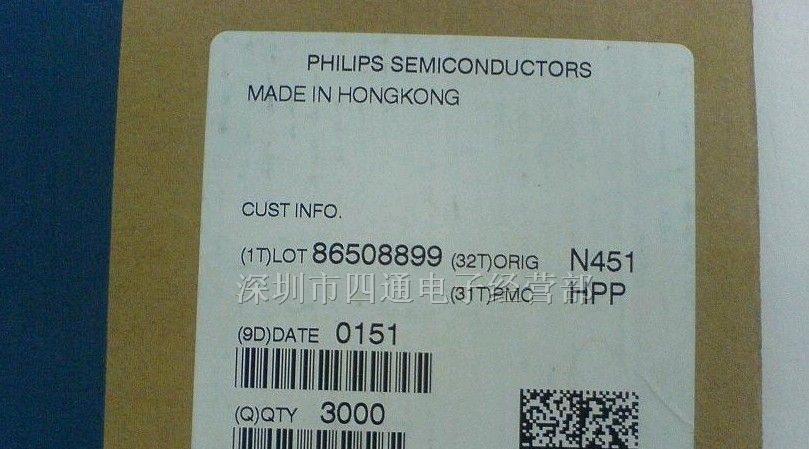 PHILIPS SEMICONDUCTORS
MADE IN HONGKONG
CUST INFO.
(1T)LOT 86508899 (32T)ORIG N451
深圳市四通电子经营部
(31T)PMC HPP
(9D)DATE 0151
(Q)QTY 3000